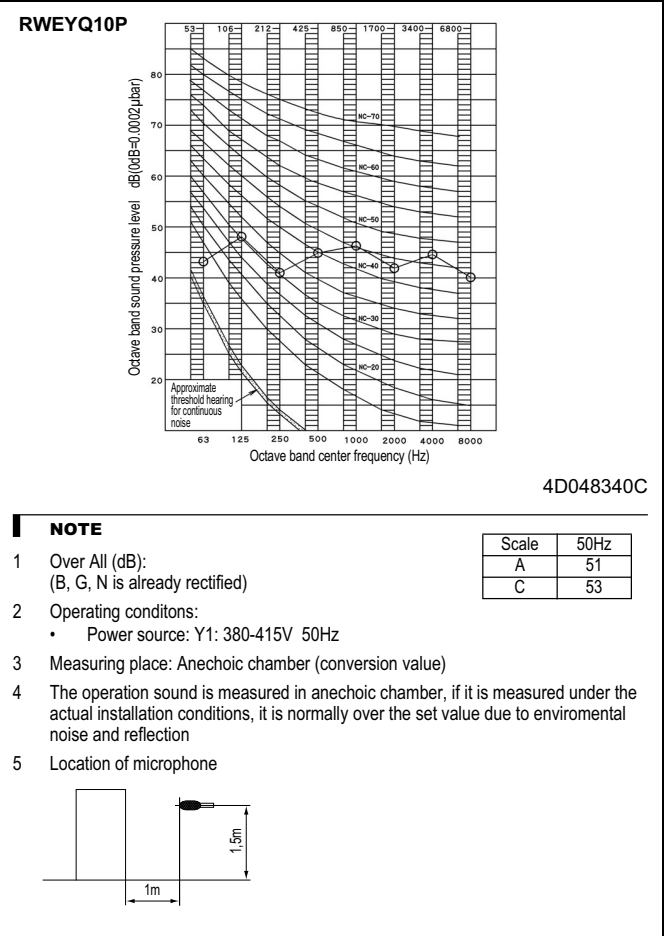 RWEYQ10P
53 106 212 425 850 1700 3400 6800
Octave band sound pressure level dB(0dB=0.0002µbar)
80
70
60
50
40
30
20
NC-70
NC-60
NC-50
NC-40
NC-30
NC-20
Approximate
threshold hearing
for continuous
noise
63 125 250 500 1000 2000 4000 8000
Octave band center frequency (Hz)
4D048340C
NOTE
1 Over All (dB):
(B, G, N is already rectified)
Scale 50Hz
A 51
C 53
2 Operating conditons:
• Power source: Y1: 380-415V 50Hz
3 Measuring place: Anechoic chamber (conversion value)
4 The operation sound is measured in anechoic chamber, if it is measured under the
actual installation conditions, it is normally over the set value due to enviromental
noise and reflection
5 Location of microphone
1,5m
1m